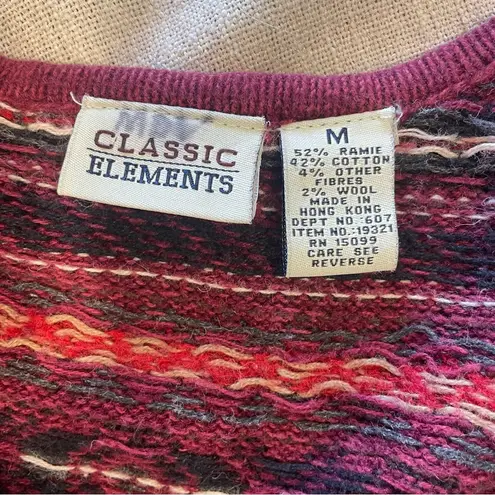 CLASSIC
ELEMENTS
M
52% RAMIE
42% COTTON
4% OTHER
FIBRES
2% WOOL
MADE IN
HONG KONG
DEPT NO.:607
ITEM NO.:19321
RN 15099
CARE SEE
REVERSE